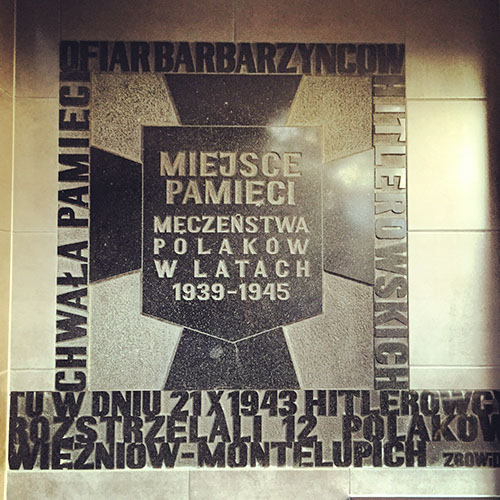 CHWAŁA PAMIĘCI
OFIAR BARBARZYNCOW
HITLEROWSKICH
MIEJSCE
PAMIĘCI
MĘCZEŃSTWA
POLAKÓW
W LATACH
1939-1945
TU W DNIU 21 X 1943 HITLEROWCY
ROZSTRZELALI 12 POLAKÓW
WIĘŹNIÓW-MONTELUPICH - ZBOWiD